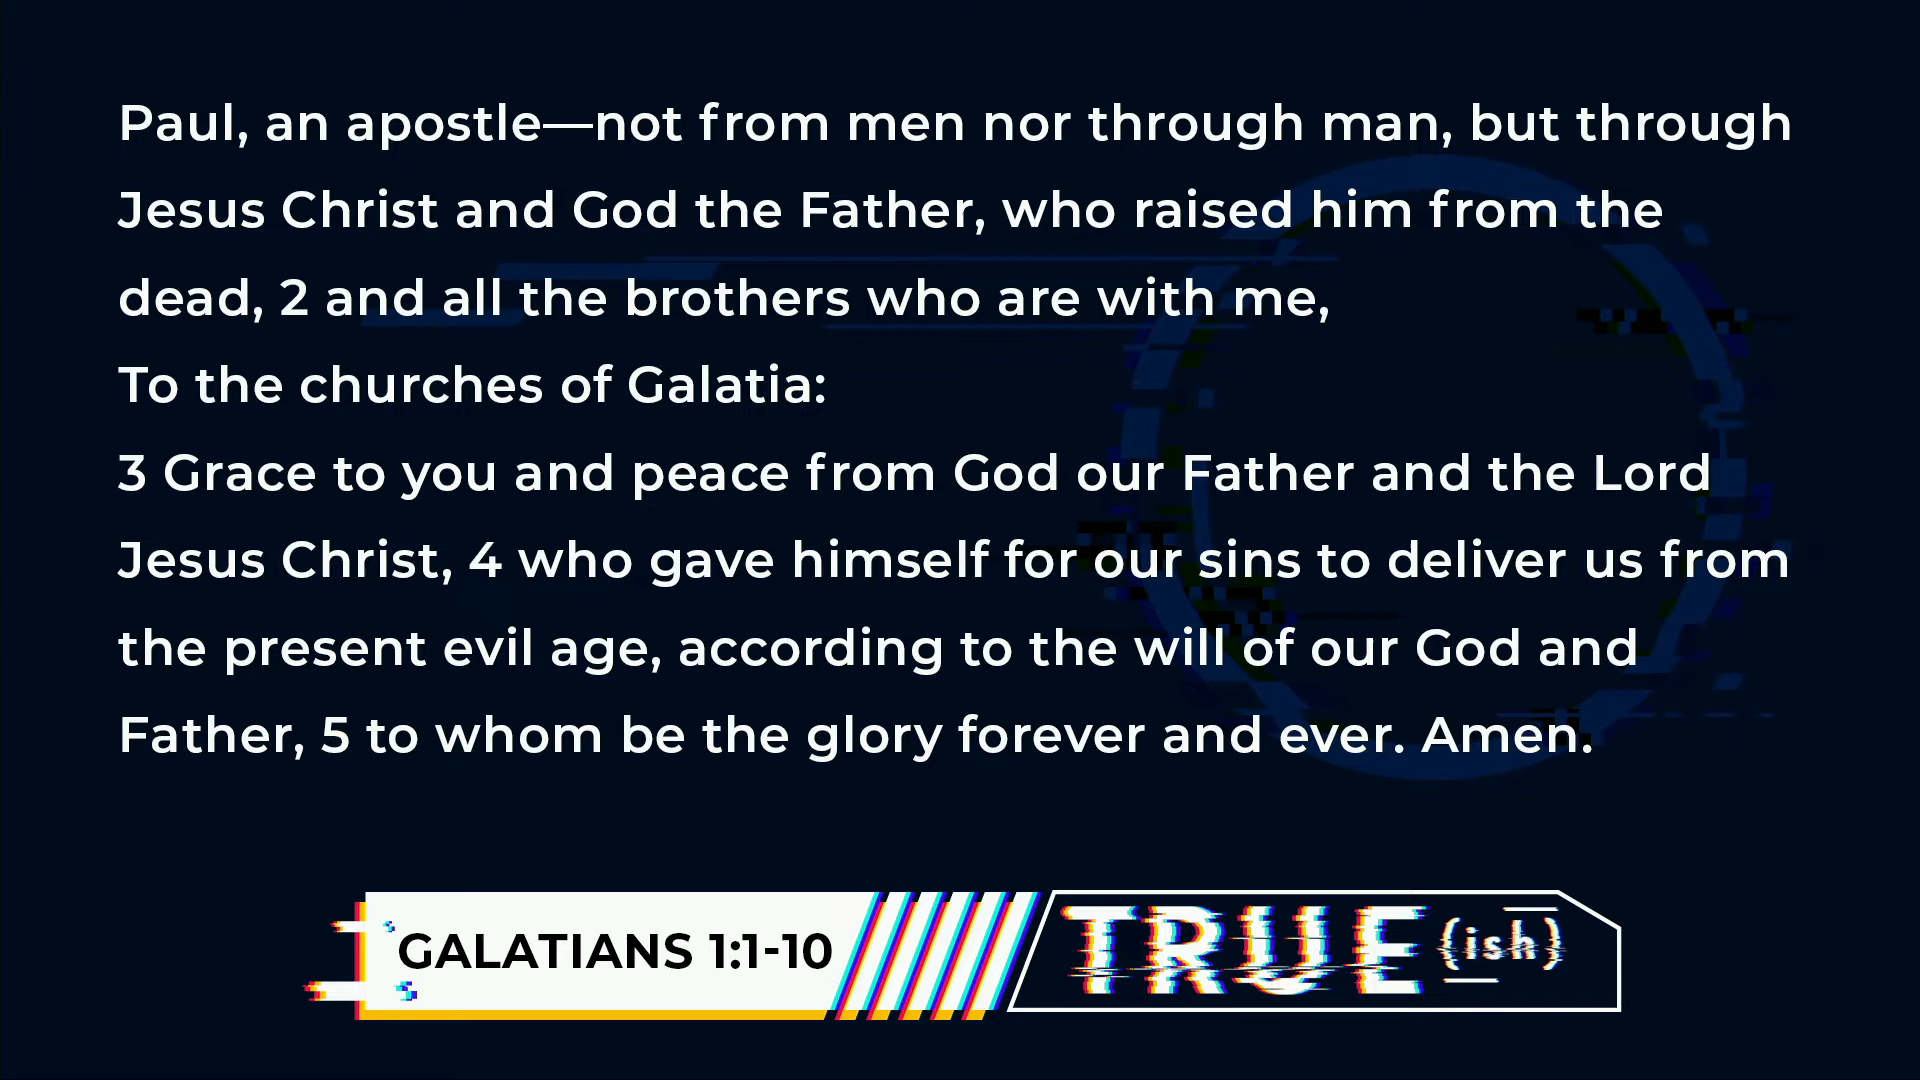 Paul, an apostle—not from men nor through man, but through
Jesus Christ and God the Father, who raised him from the
dead, 2 and all the brothers who are with me,
To the churches of Galatia:
3 Grace to you and peace from God our Father and the Lord
Jesus Christ, 4 who gave himself for our sins to deliver us from
the present evil age, according to the will of our God and
Father, 5 to whom be the glory forever and ever. Amen.
GALATIANS 1:1-10
TRUE (ish)